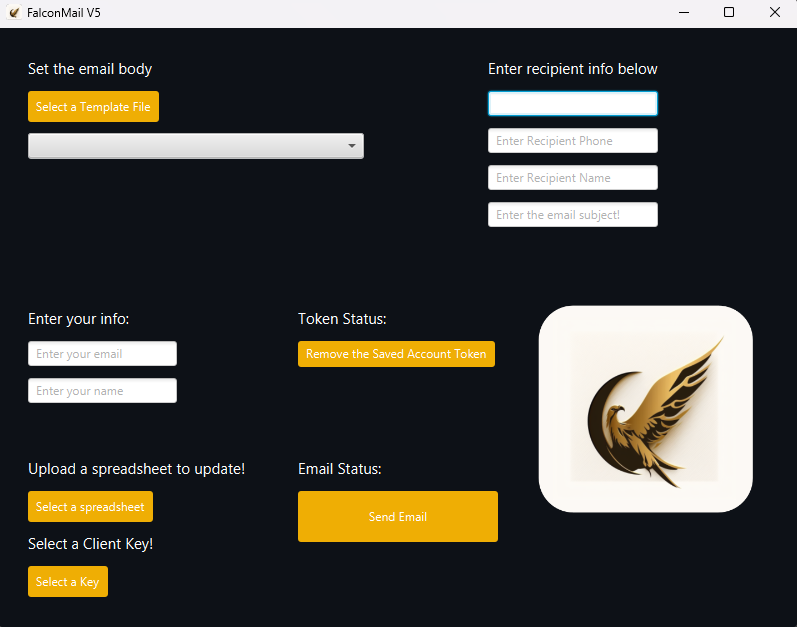 FalconMail V5
Set the email body
Select a Template File
Enter recipient info below
Enter Recipient Phone
Enter Recipient Name
Enter the email subject!
Enter your info:
Enter your email
Enter your name
Token Status:
Remove the Saved Account Token
Upload a spreadsheet to update!
Select a spreadsheet
Select a Client Key!
Select a Key
Email Status:
Send Email